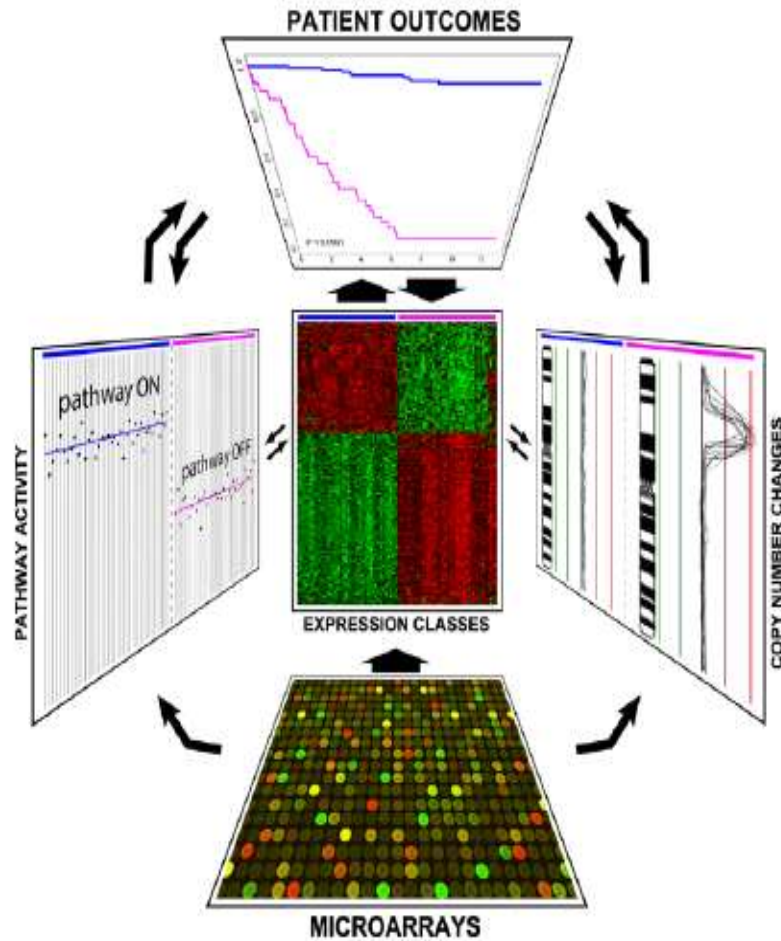 PATIENT OUTCOMES
PATHWAY ACTIVITY
pathway ON
pathway OFF
EXPRESSION CLASSES
COPY NUMBER CHANGES
MICROARRAYS